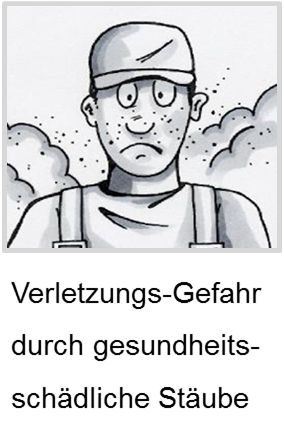 Verletzungs-Gefahr
durch gesundheits-
schädliche Stäube